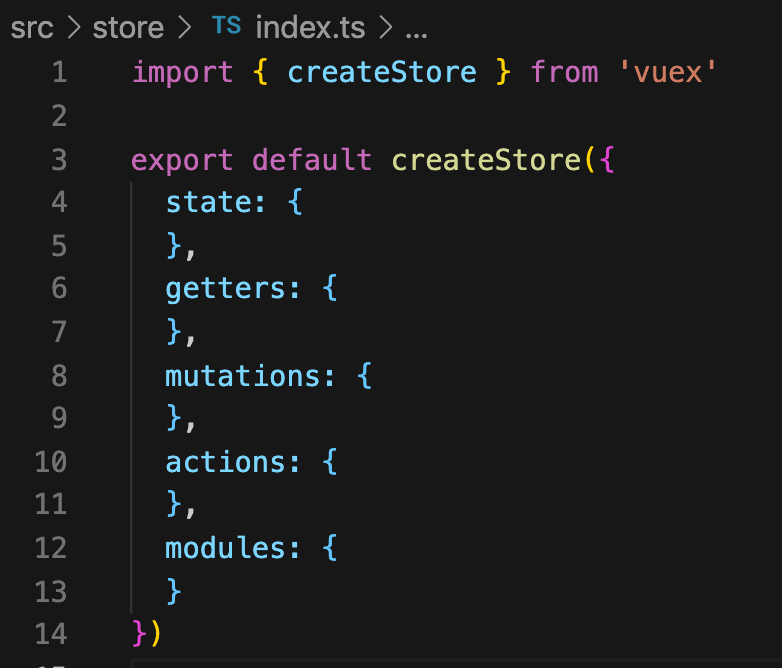 src > store > TS index.ts > ...
1 import { createStore } from 'vuex'
2
3 export default createStore({
4   state: {
5   },
6   getters: {
7   },
8   mutations: {
9   },
10   actions: {
11   },
12   modules: {
13   }
14 })